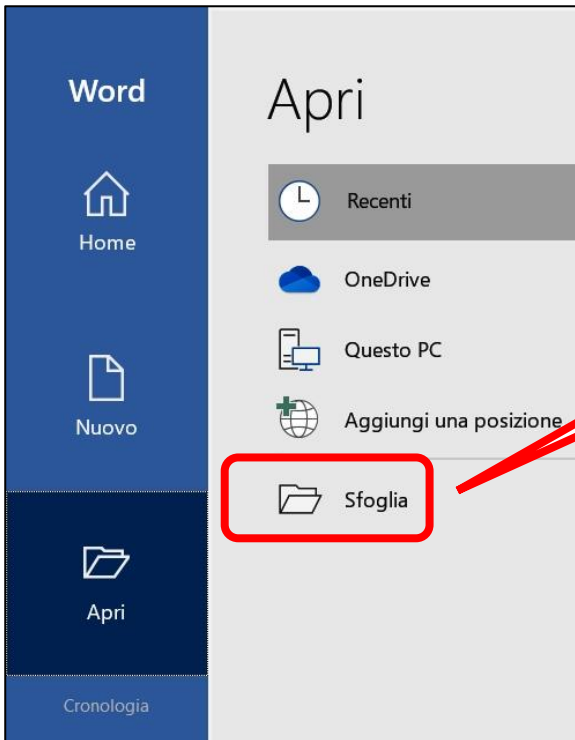 Word
Home
Nuovo
Apri
Cronologia
Apri
Recenti
OneDrive
Questo PC
Aggiungi una posizione
Sfoglia